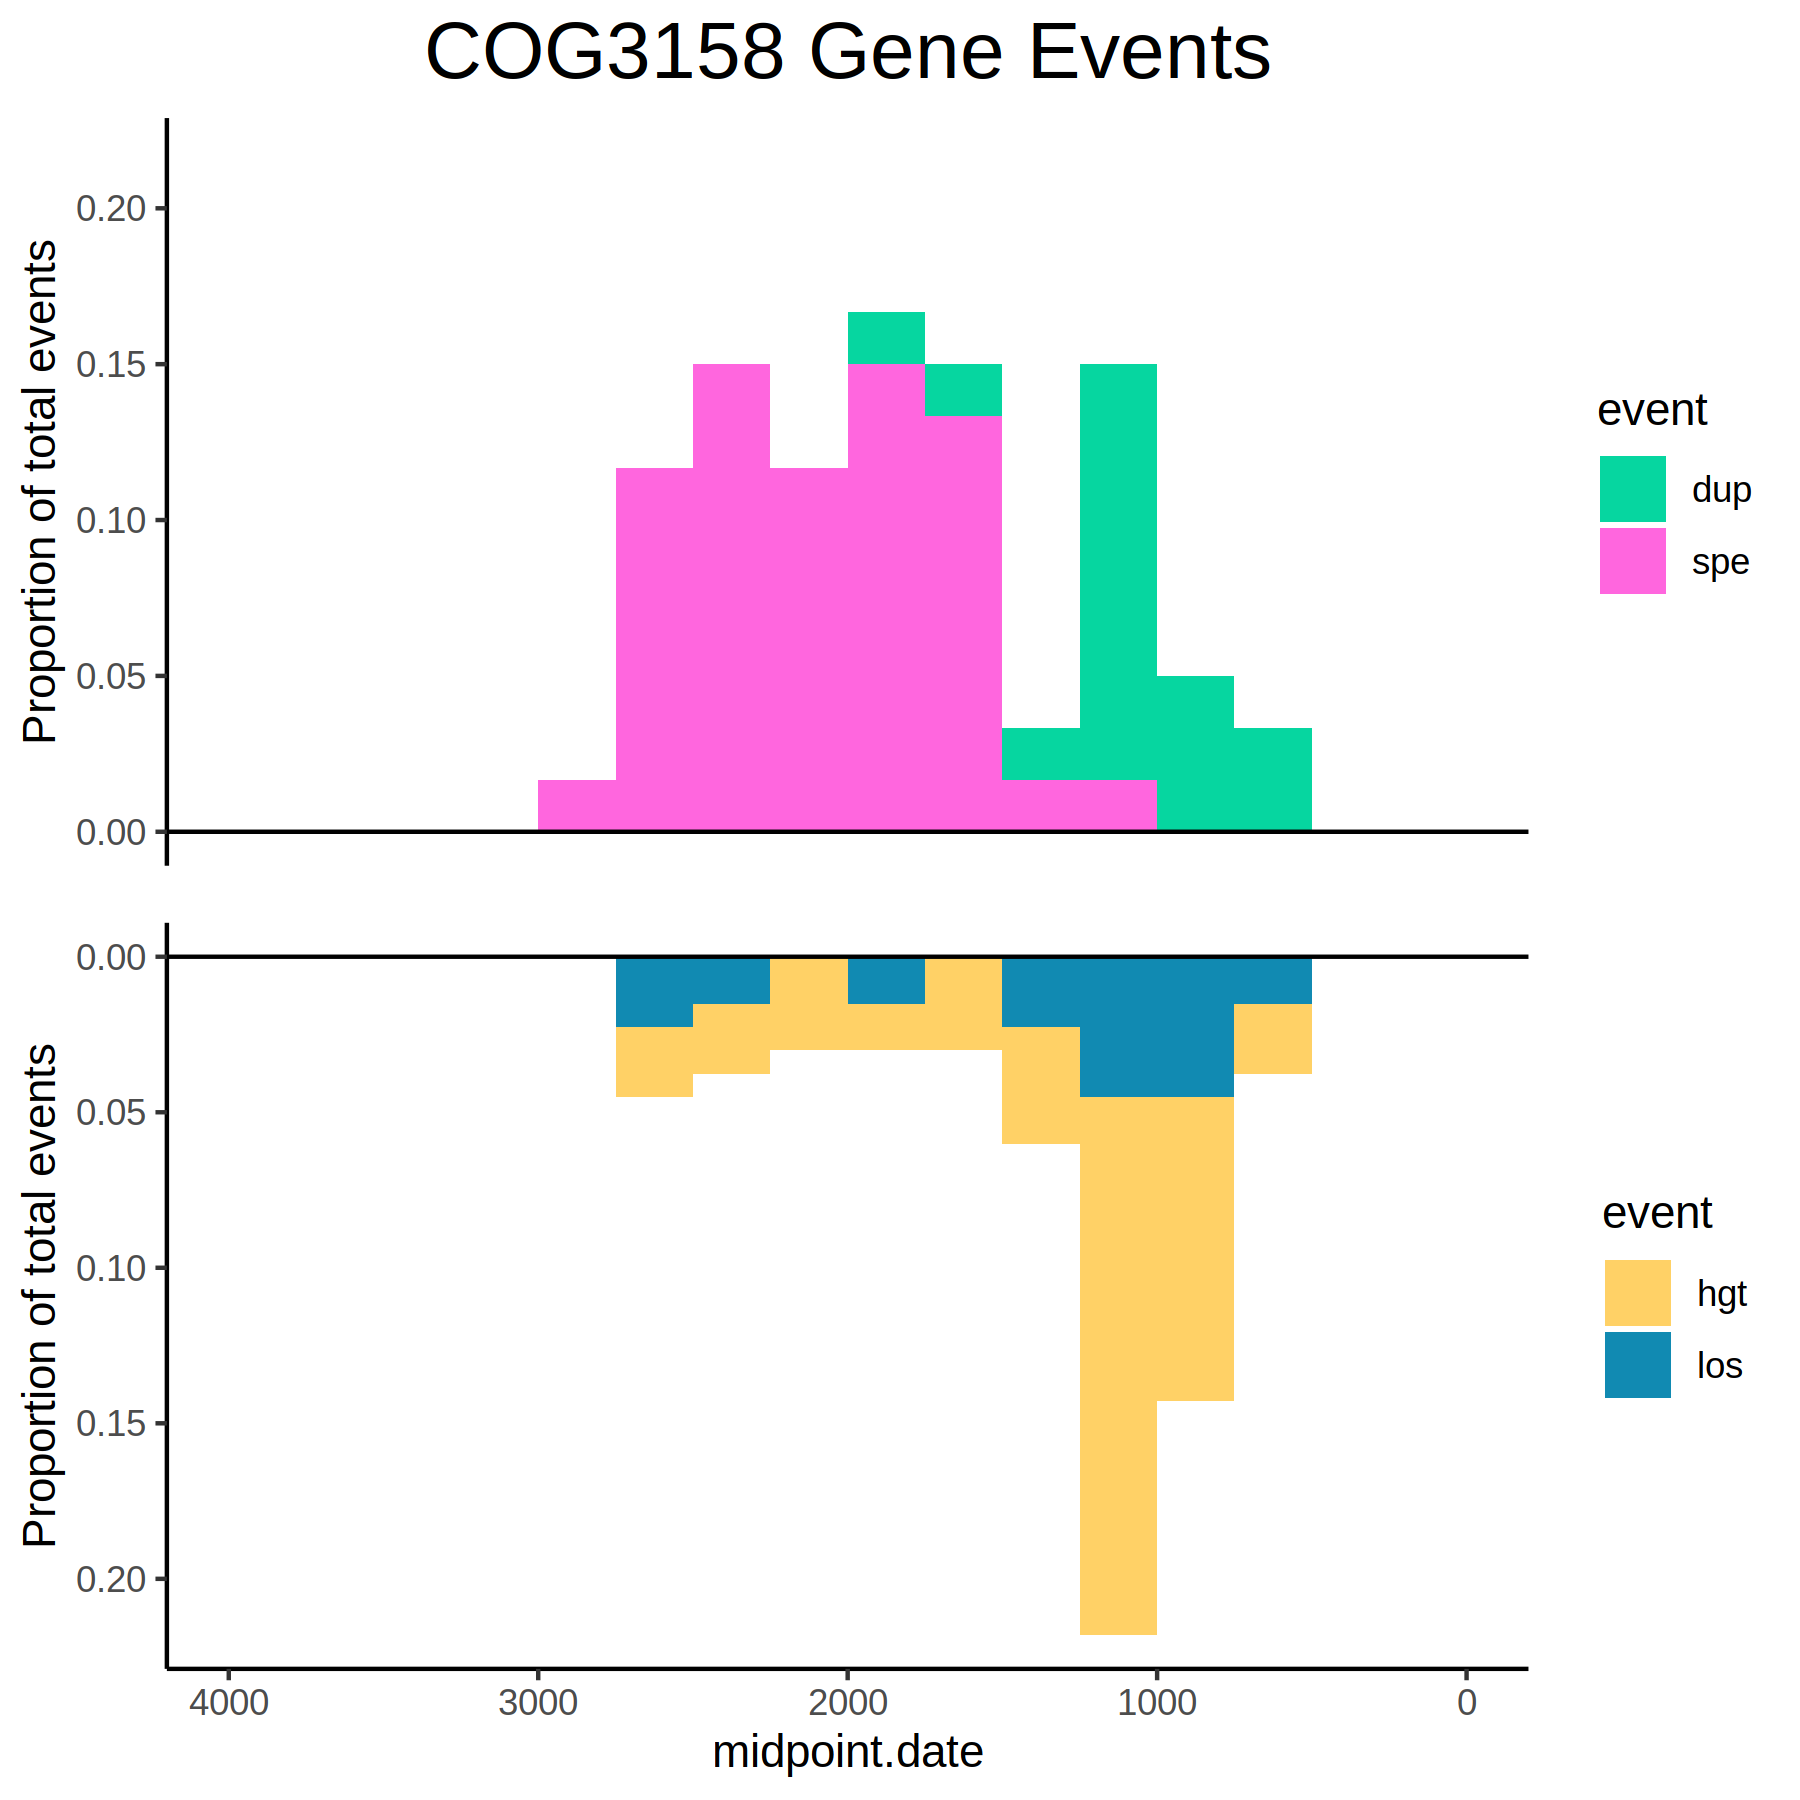 COG3158 Gene Events
Proportion of total events
0.20
0.15
0.10
0.05
0.00
event
dup
spe
Proportion of total events
0.00
0.05
0.10
0.15
0.20
event
hgt
los
4000 3000 2000 1000 0
midpoint.date